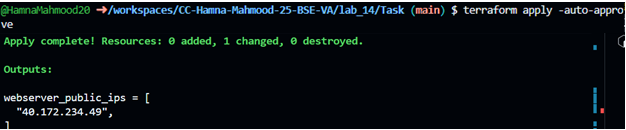 @HamnaMahmood20 ➜/workspaces/CC-Hamna-Mahmood-25-BSE-VA/lab_14/Task (main) $ terraform apply -auto-appro
ve
Apply complete! Resources: 0 added, 1 changed, 0 destroyed.
Outputs:
webserver_public_ips = [
"40.172.234.49",
]